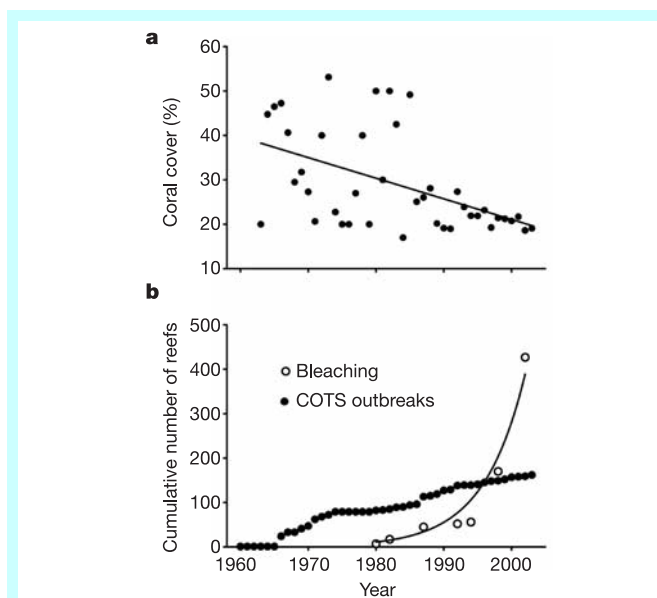 a
60
50
40
30
20
10
Coral cover (%)
b
500
400
300
200
100
0
Cumulative number of reefs
Bleaching
COTS outbreaks
1960 1970 1980 1990 2000
Year